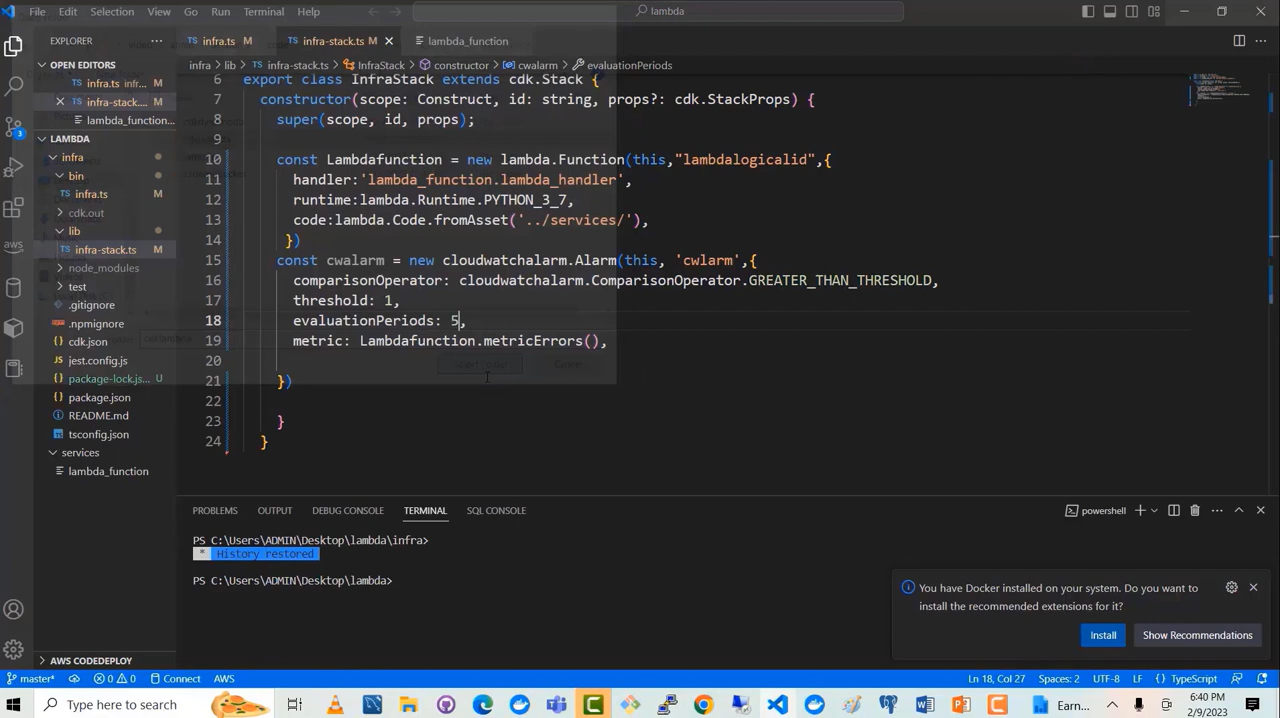 File Edit Selection View Go Run Terminal Help
lambda
EXPLORER
infra.ts M
infra-stack.ts M
lambda_function
OPEN EDITORS
infra.ts infr... M
infra-stack.... M
lambda_function...
LAMBDA
infra
bin
infra.ts M
cdk.out
lib
infra-stack.ts M
node_modules
test
.gitignore
.npmignore
cdk.json
jest.config.js
package-lock.js... M
package.json
README.md
tsconfig.json
services
lambda_function
AWS CODEDEPLOY
aws
3
infra > lib > infra-stack.ts > InfraStack > constructor > cwalarm > evaluationPeriods
6 export class InfraStack extends cdk.Stack {
7 constructor(scope: Construct, id: string, props?: cdk.StackProps) {
8 super(scope, id, props);
9
10 const Lambdafunction = new lambda.Function(this,"lambdalogicalid",{
11 handler:'lambda_function.lambda_handler',
12 runtime:lambda.Runtime.PYTHON_3_7,
13 code:lambda.Code.fromAsset('../services/'),
14 })
15 const cwalarm = new cloudwatchalarm.Alarm(this, 'cwlarm',{
16 comparisonOperator: cloudwatchalarm.ComparisonOperator.GREATER_THAN_THRESHOLD,
17 threshold: 1,
18 evaluationPeriods: 5,
19 metric: Lambdafunction.metricErrors(),
20
21 })
22
23 }
24 }
Cancel
PROBLEMS OUTPUT DEBUG CONSOLE TERMINAL SQL CONSOLE
powershell
PS C:\Users\ADMIN\Desktop\lambda\infra>
* History restored
PS C:\Users\ADMIN\Desktop\lambda>
You have Docker installed on your system. Do you want to
install the recommended extensions for it?
Install
Show Recommendations
master* 0 0 Connect AWS
Ln 18, Col 27 Spaces: 2 UTF-8 LF TypeScript
Type here to search
Earn...
6:40 PM
2/9/2023